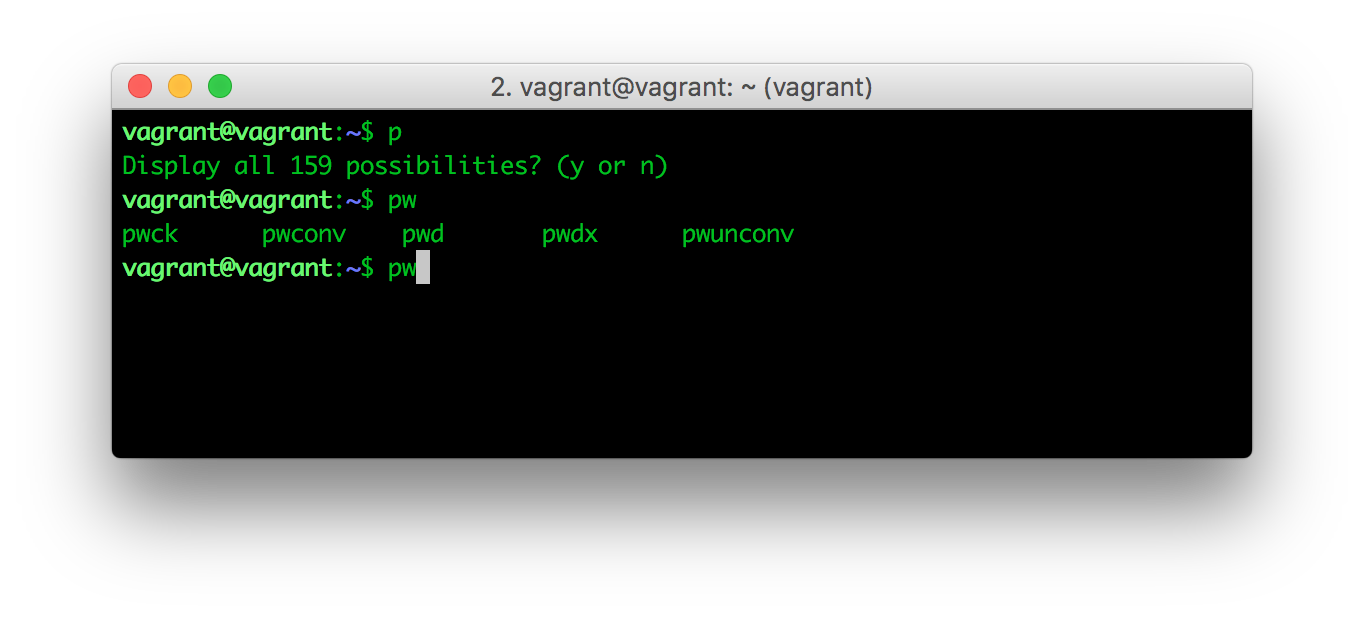 2. vagrant@vagrant: ~ (vagrant)
vagrant@vagrant:~$ p
Display all 159 possibilities? (y or n)
vagrant@vagrant:~$ pw
pwck      pwconv    pwd       pwdx      pwunconv
vagrant@vagrant:~$ pw